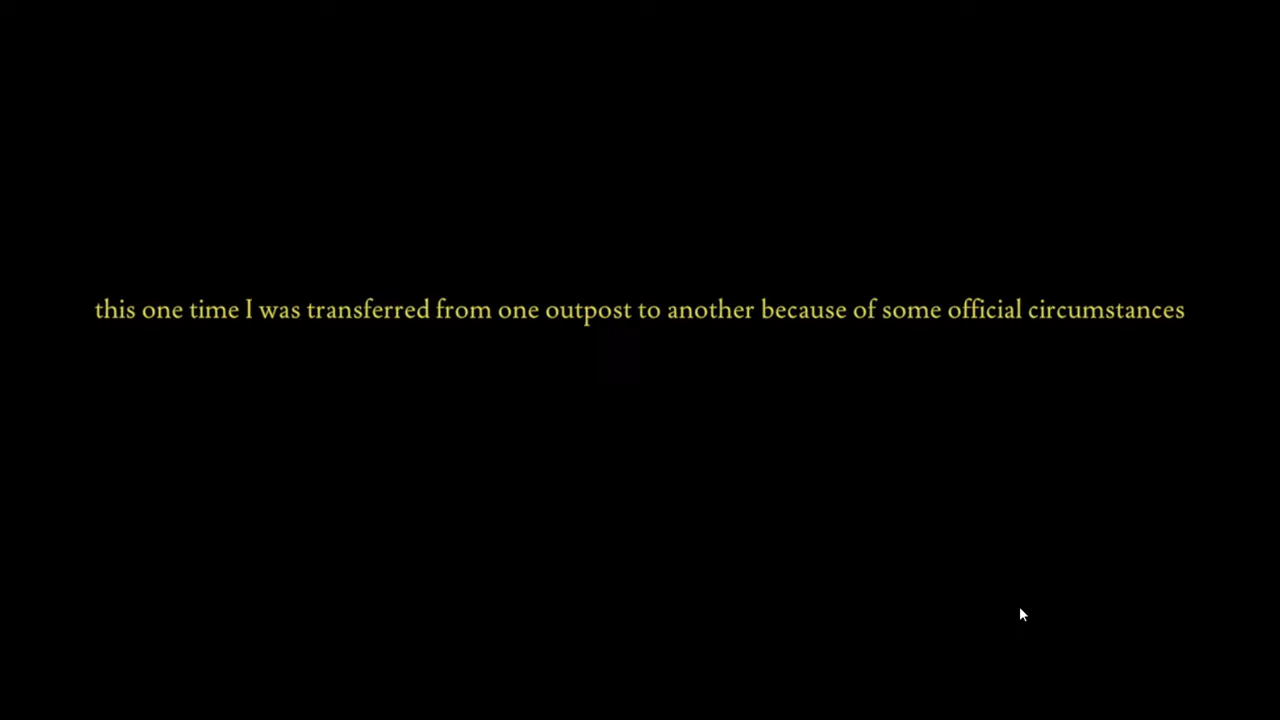 this one time I was transferred from one outpost to another because of some official circumstances